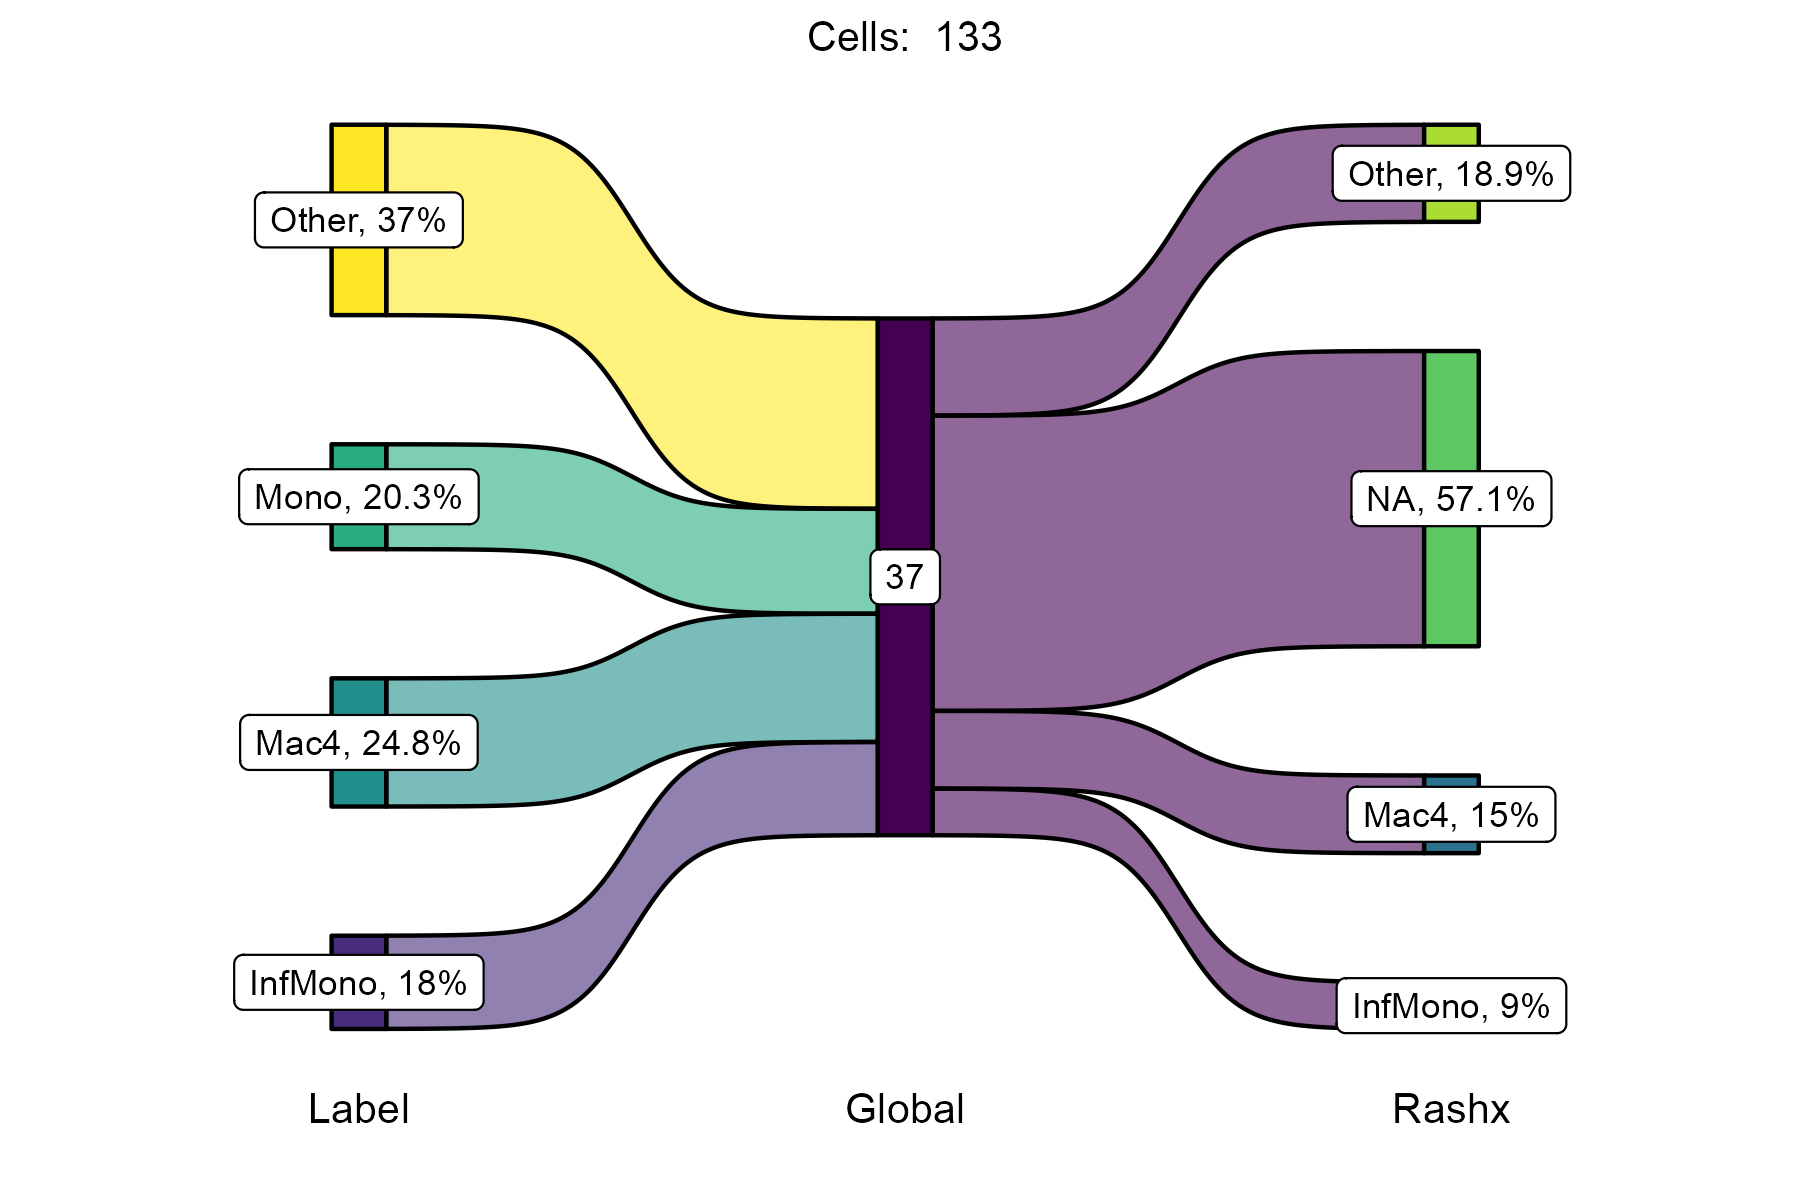 Cells:  133
Other, 37%
Mono, 20.3%
Mac4, 24.8%
InfMono, 18%
37
Other, 18.9%
NA, 57.1%
Mac4, 15%
InfMono, 9%
Label
Global
Rashx